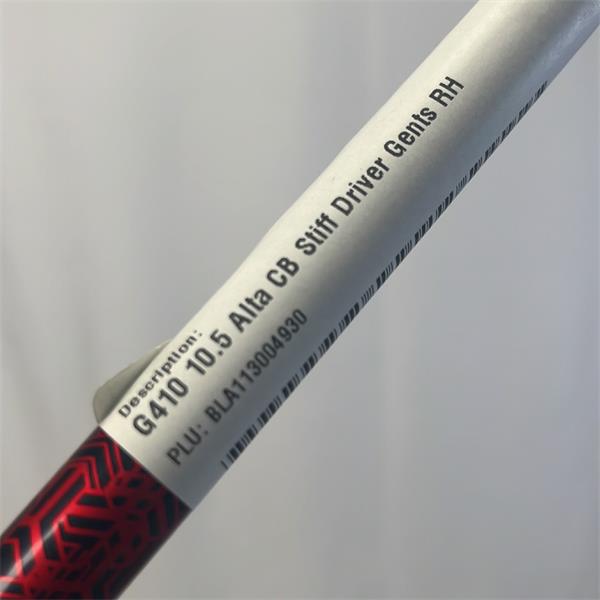 Description:
G410 10.5 Alta CB Stiff Driver Gents RH
PLU: BLA113004930